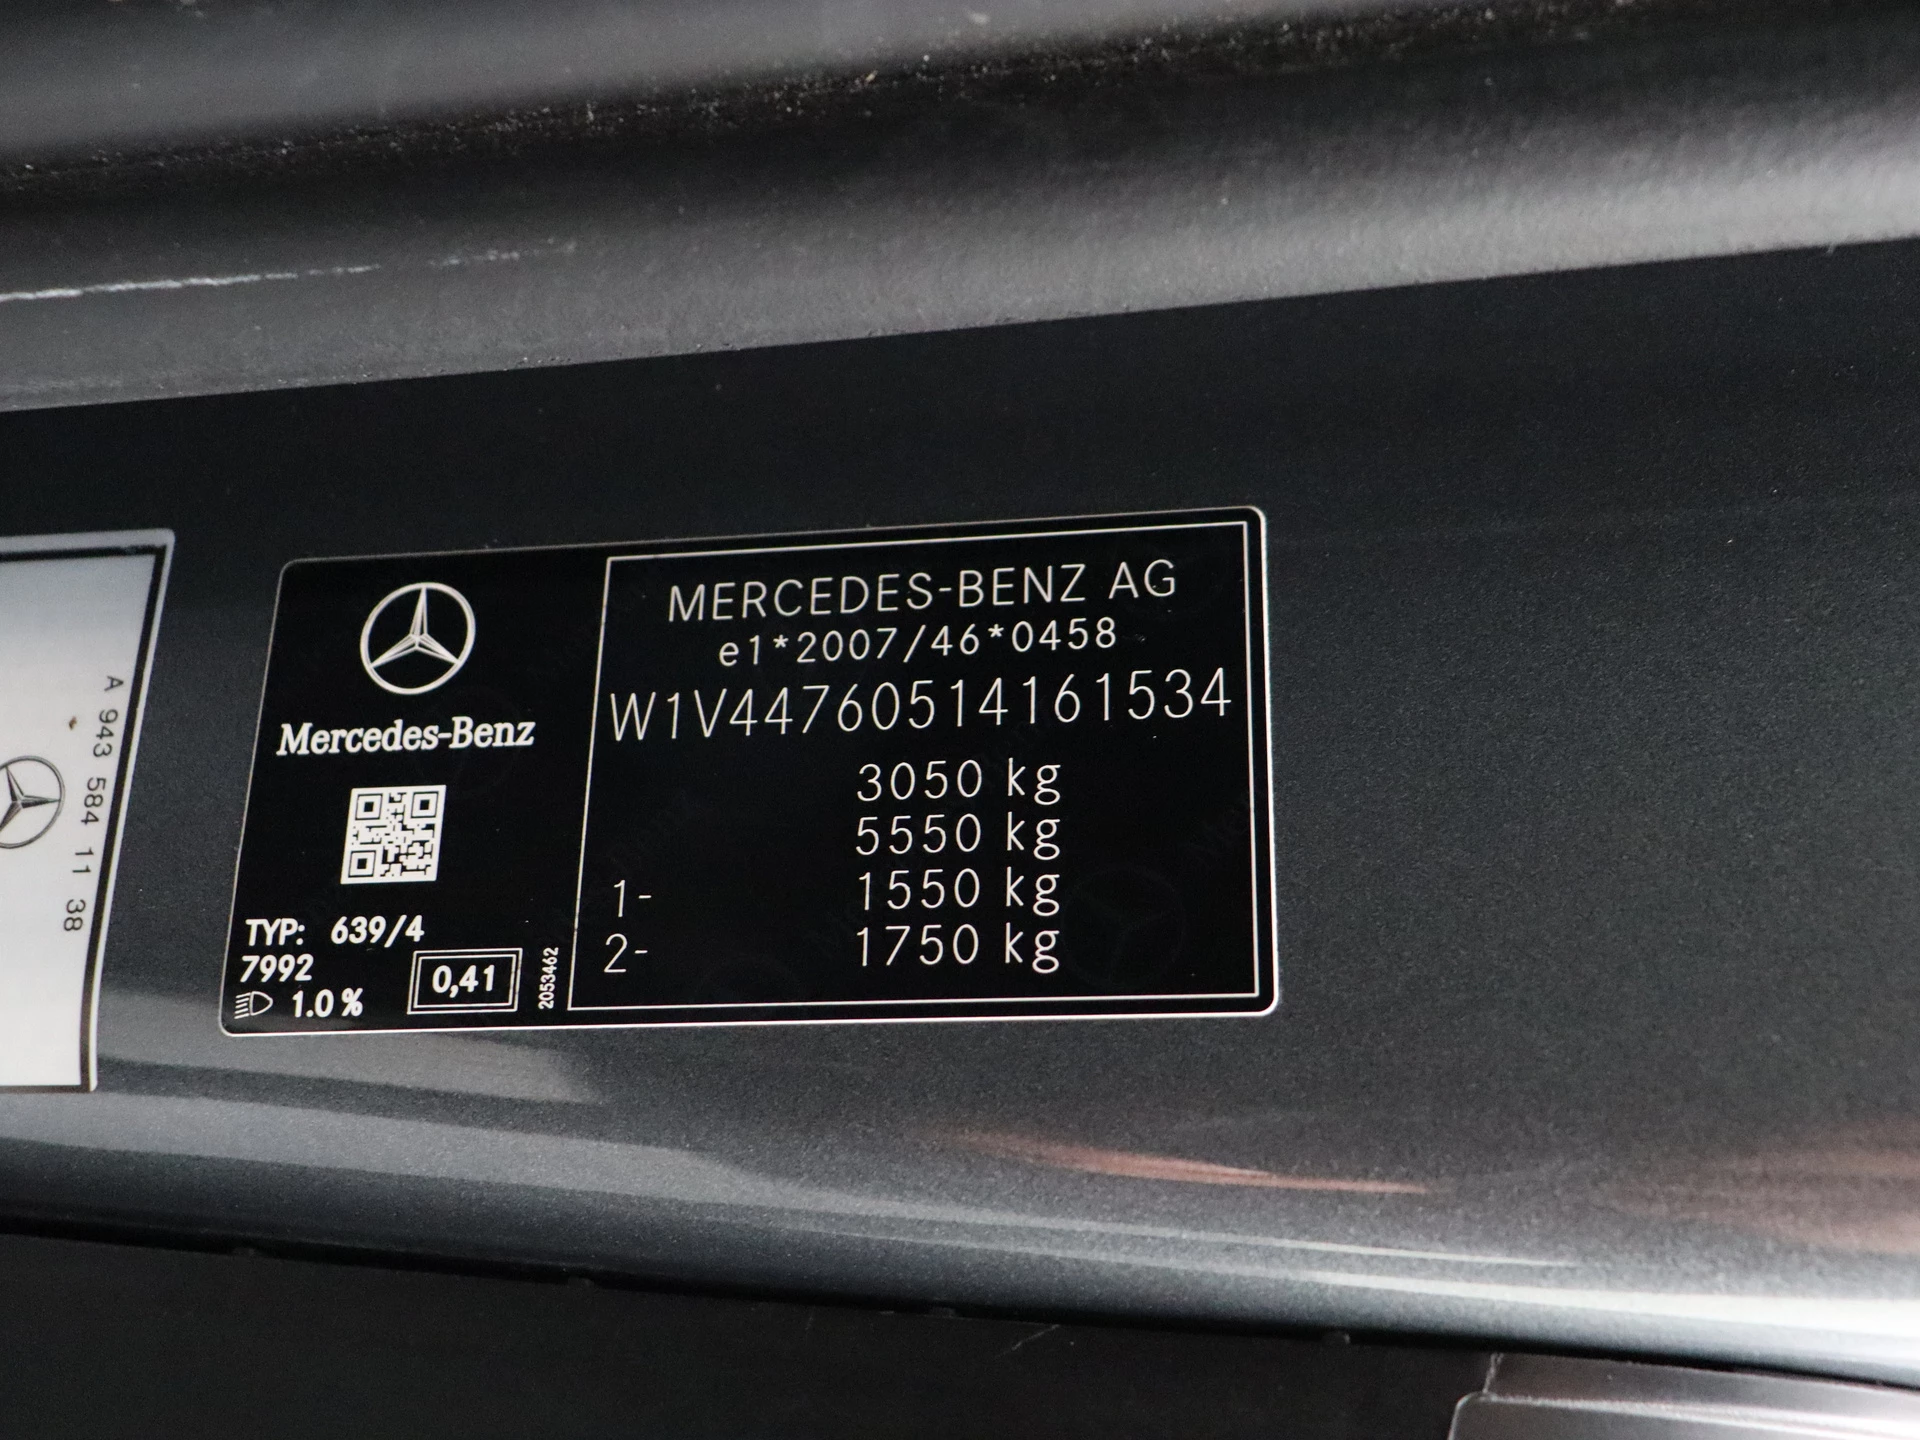 A 943 584 11 38
Mercedes-Benz
TYP: 639/4
7992
1.0 %
0,41
2053462
MERCEDES-BENZ AG
e1*2007/46*0458
W1V44760514161534
3050 kg
5550 kg
1- 1550 kg
2- 1750 kg